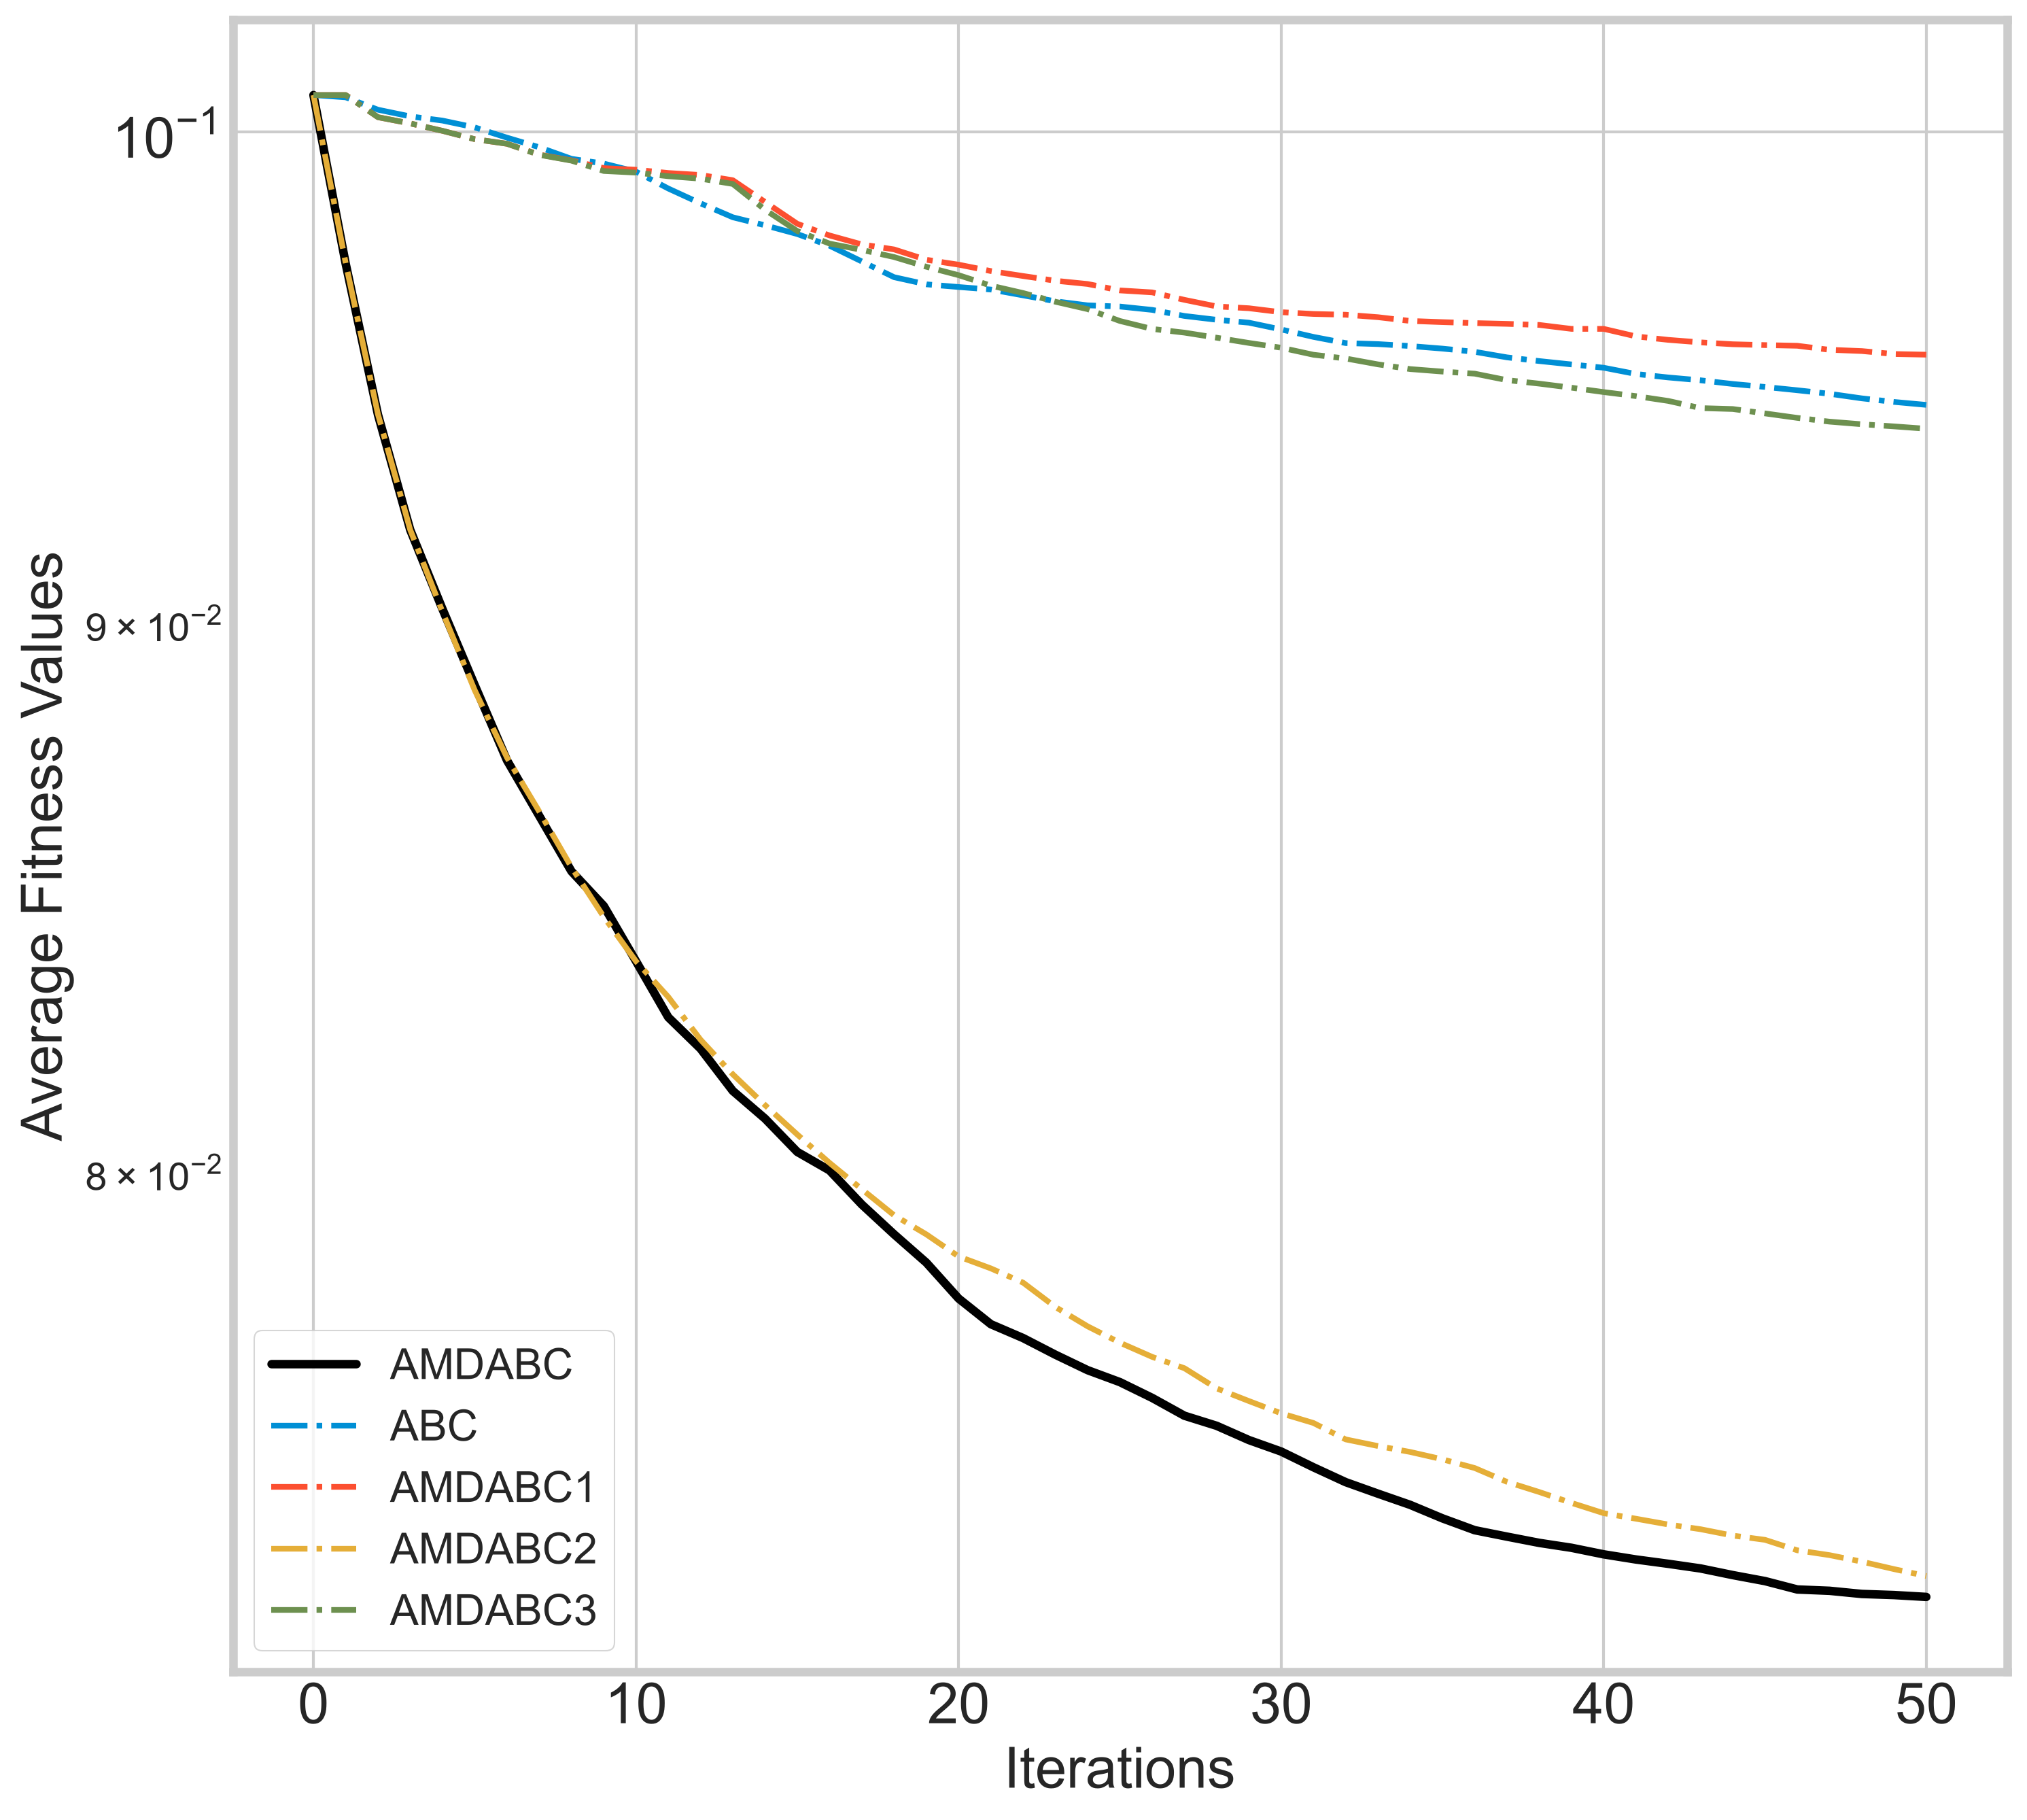 Average Fitness Values
10⁻¹
9 × 10⁻²
8 × 10⁻²
AMDABC
ABC
AMDABC1
AMDABC2
AMDABC3
0 10 20 30 40 50
Iterations